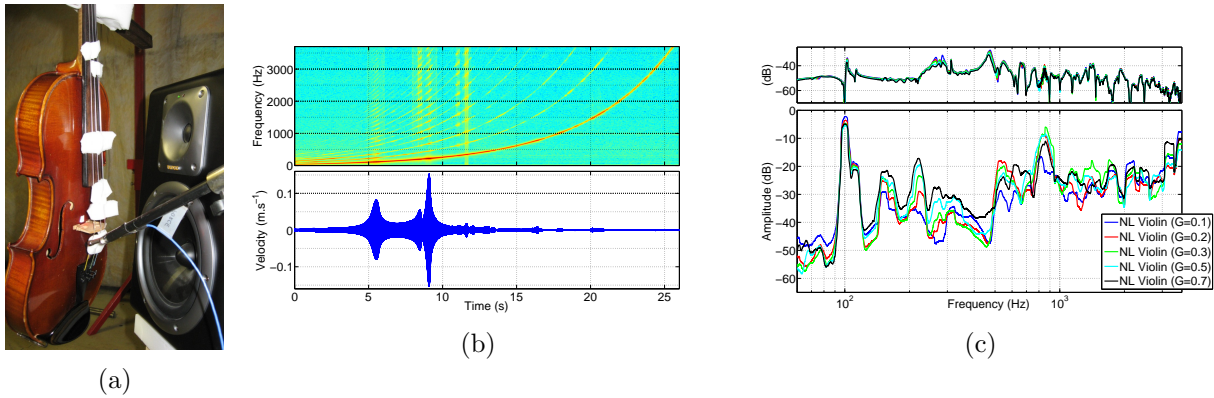 3000
2000
1000
0
Frequency (Hz)
0.1
0
−0.1
Velocity (m.s⁻¹)
0 5 10 15 20 25
Time (s)
−40
−60
(dB)
0
−10
−20
−30
−40
−50
−60
Amplitude (dB)
10² 10³
Frequency (Hz)
NL Violin (G=0.1)
NL Violin (G=0.2)
NL Violin (G=0.3)
NL Violin (G=0.5)
NL Violin (G=0.7)
(a)
(b)
(c)